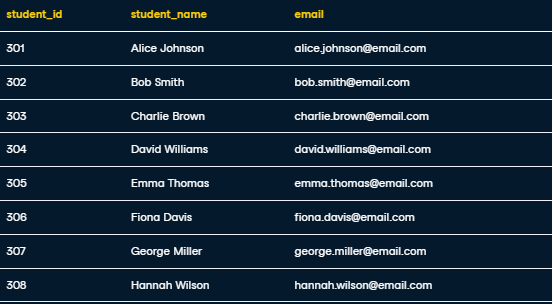 student_id student_name email
301 Alice Johnson alice.johnson@email.com
302 Bob Smith bob.smith@email.com
303 Charlie Brown charlie.brown@email.com
304 David Williams david.williams@email.com
305 Emma Thomas emma.thomas@email.com
306 Fiona Davis fiona.davis@email.com
307 George Miller george.miller@email.com
308 Hannah Wilson hannah.wilson@email.com